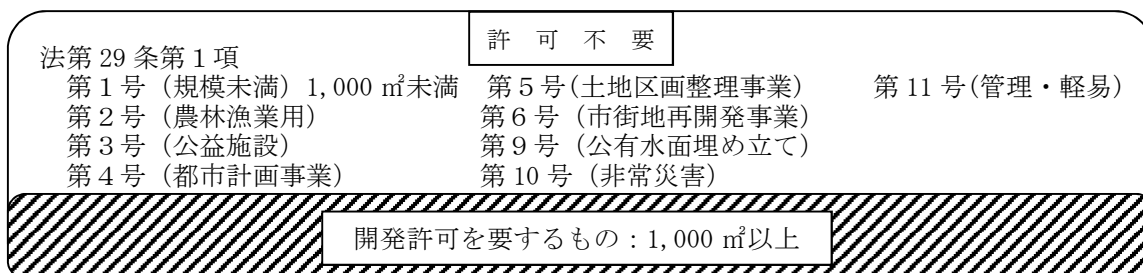 許 可 不 要
法第 29 条第１項
第１号（規模未満）1,000 ㎡未満 第５号(土地区画整理事業） 第 11 号(管理・軽易）
第２号（農林漁業用） 第６号（市街地再開発事業）
第３号（公益施設） 第９号（公有水面埋め立て）
第４号（都市計画事業） 第 10 号（非常災害）
開発許可を要するもの：1,000 ㎡以上